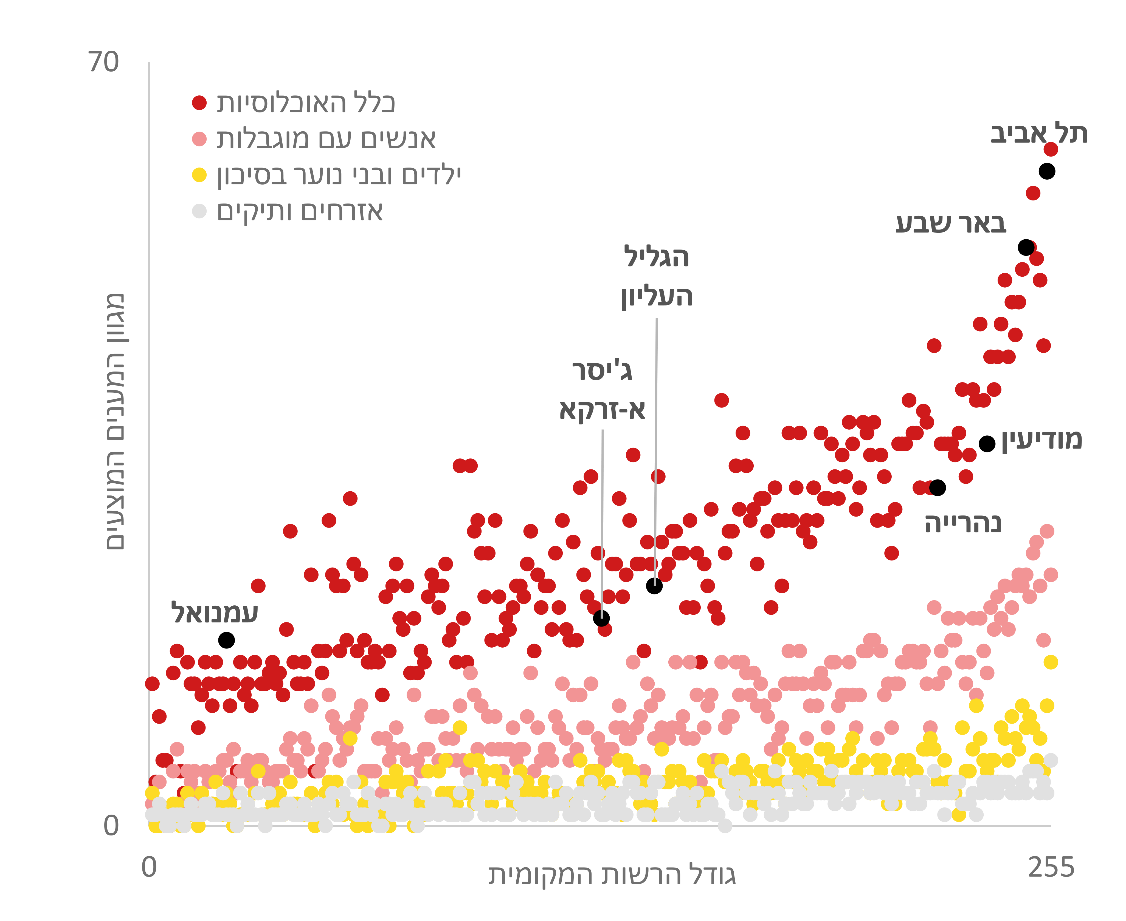 70
כלל האוכלוסיות
אנשים עם מוגבלות
ילדים ובני נוער בסיכון
אזרחים ותיקים
תל אביב
באר שבע
הגליל
העליון
ג'יסר
א-זרקא
מודיעין
נהרייה
עמנואל
מגוון המענים המוצעים
0
0
גודל הרשות המקומית
255